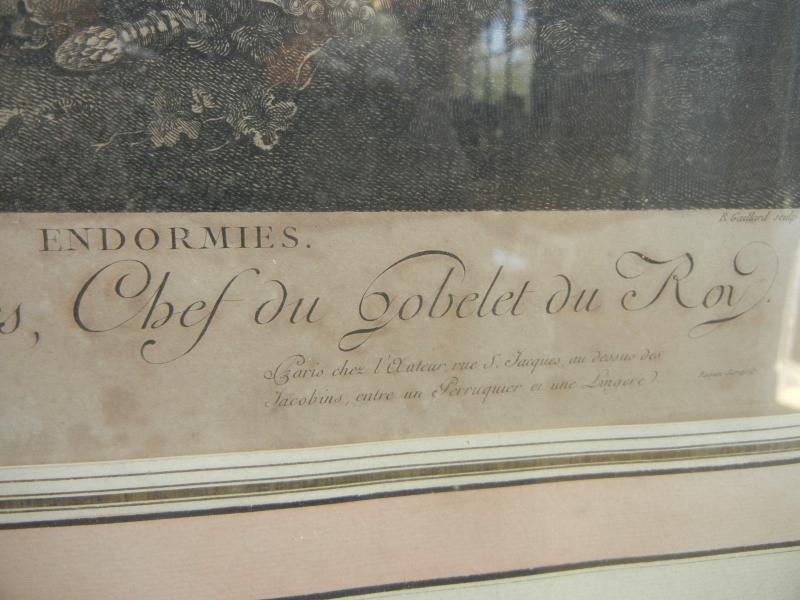 R. Gaillard sculp
ENDORMIES.
s, Chef du Gobelet du Roy.
AParis chez l'Auteur, rue S. Jacques, au dessus des
Jacobins, entre un Perruquier et une Lingere)